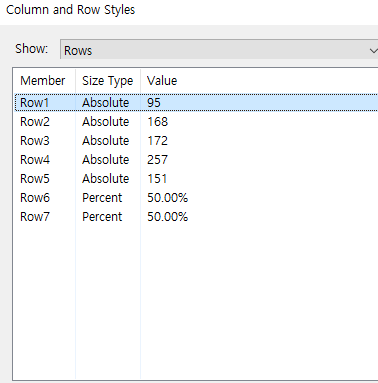 Column and Row Styles
Show: Rows
Member Size Type Value
Row1 Absolute 95
Row2 Absolute 168
Row3 Absolute 172
Row4 Absolute 257
Row5 Absolute 151
Row6 Percent 50.00%
Row7 Percent 50.00%